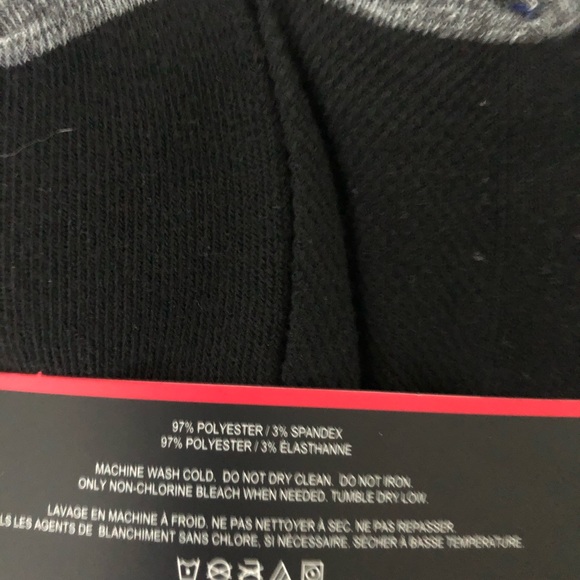 97% POLYESTER / 3% SPANDEX
97% POLYESTER / 3% ÉLASTHANNE
MACHINE WASH COLD. DO NOT DRY CLEAN. DO NOT IRON.
ONLY NON-CHLORINE BLEACH WHEN NEEDED. TUMBLE DRY LOW.
LAVAGE EN MACHINE À FROID. NE PAS NETTOYER À SEC. NE PAS REPASSER.
LES AGENTS DE BLANCHIMENT SANS CHLORE, SI NÉCESSAIRE. SÉCHER À BASSE TEMPÉRATURE.